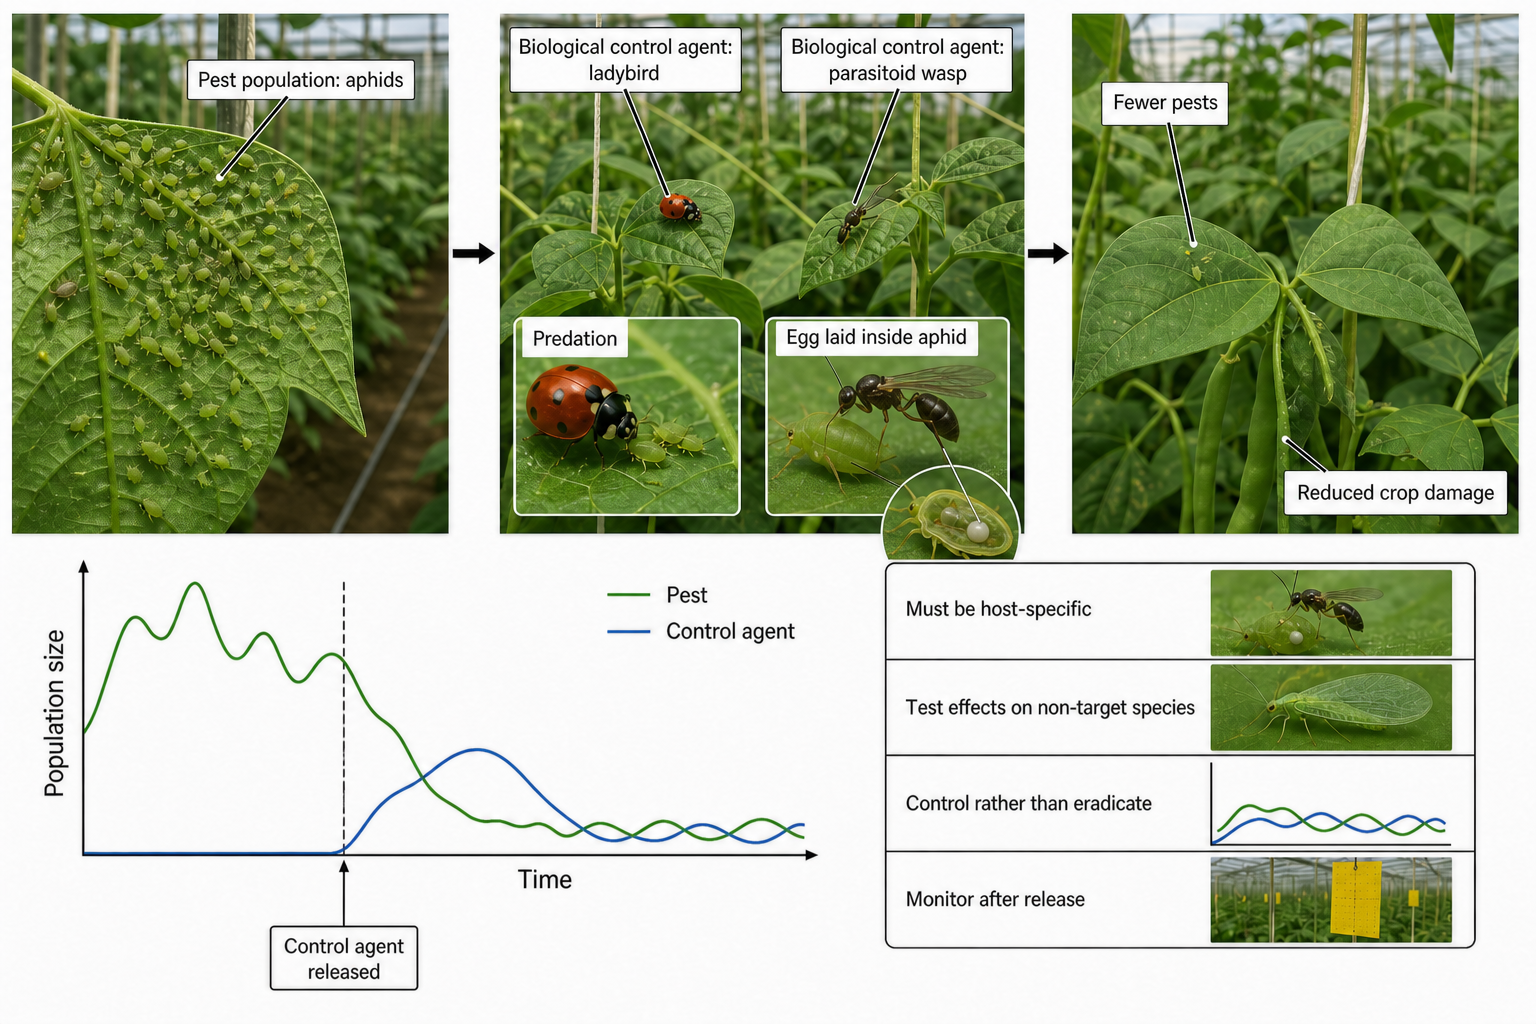 Pest population: aphids
Biological control agent:
ladybird
Biological control agent:
parasitoid wasp
Fewer pests
Predation
Egg laid inside aphid
Reduced crop damage
Population size
Pest
Control agent
Time
Control agent
released
Must be host-specific
Test effects on non-target species
Control rather than eradicate
Monitor after release